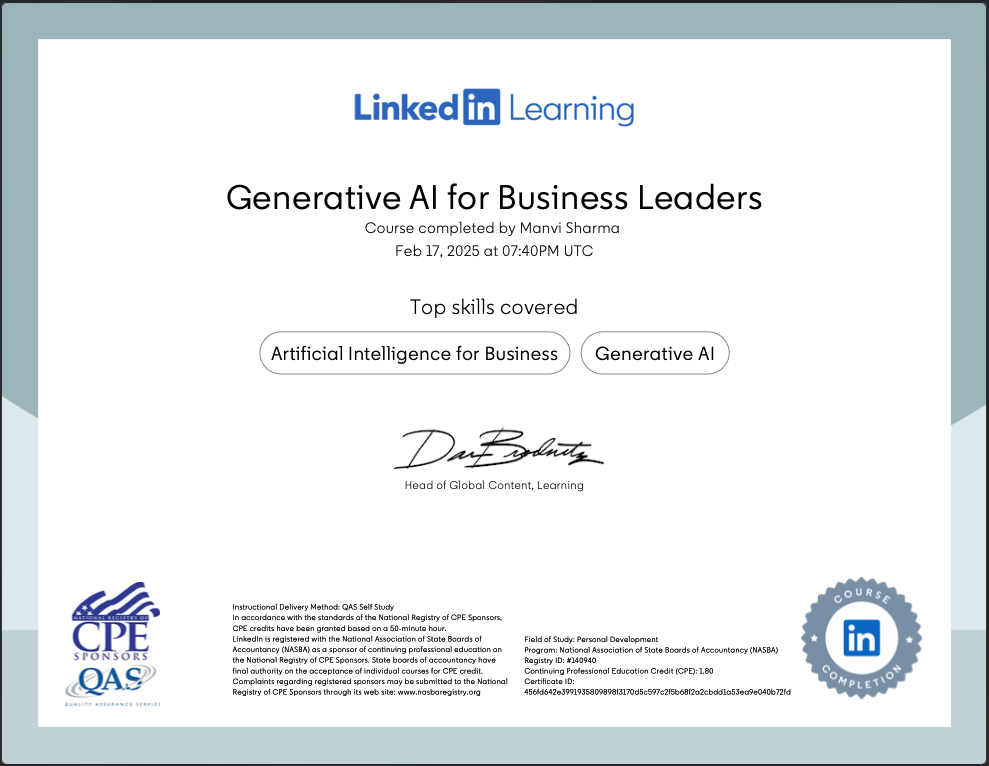 LinkedIn Learning
Generative AI for Business Leaders
Course completed by Manvi Sharma
Feb 17, 2025 at 07:40PM UTC
Top skills covered
Artificial Intelligence for Business
Generative AI
Dan Brodnitz
Head of Global Content, Learning
NATIONAL REGISTRY OF
CPE
SPONSORS
QAS
QUALITY ASSURANCE SERVICE
Instructional Delivery Method: QAS Self Study
In accordance with the standards of the National Registry of CPE Sponsors,
CPE credits have been granted based on a 50-minute hour.
LinkedIn is registered with the National Association of State Boards of
Accountancy (NASBA) as a sponsor of continuing professional education on
the National Registry of CPE Sponsors. State boards of accountancy have
final authority on the acceptance of individual courses for CPE credit.
Complaints regarding registered sponsors may be submitted to the National
Registry of CPE Sponsors through its web site: www.nasbaregistry.org
Field of Study: Personal Development
Program: National Association of State Boards of Accountancy (NASBA)
Registry ID: #140940
Continuing Professional Education Credit (CPE): 1.80
Certificate ID:
456fd642e3991935809898f3170d5c597c2f5b68f2a2cbdd1a53ea9e040b72fd
COURSE
in
COMPLETION